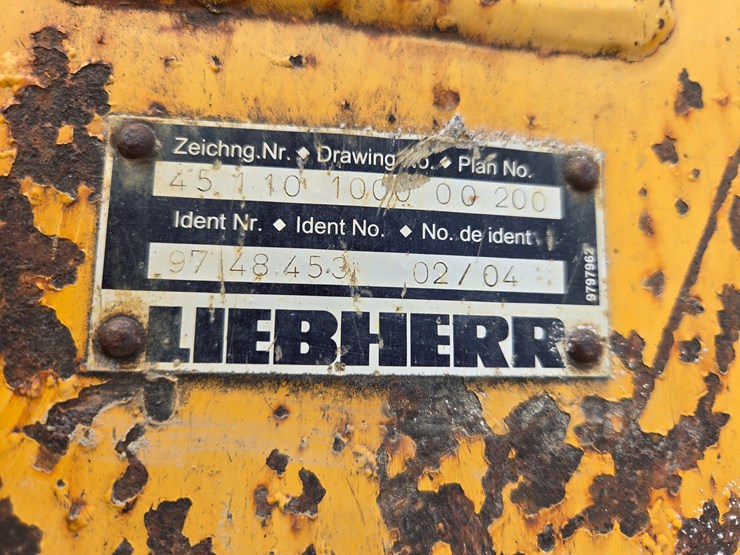 Zeichng.Nr. ◆ Drawing No. ◆ Plan No.
45 110 1000 00 200
Ident Nr. ◆ Ident No. ◆ No. de ident.
97 48 453 02/04
9797962
LIEBHERR